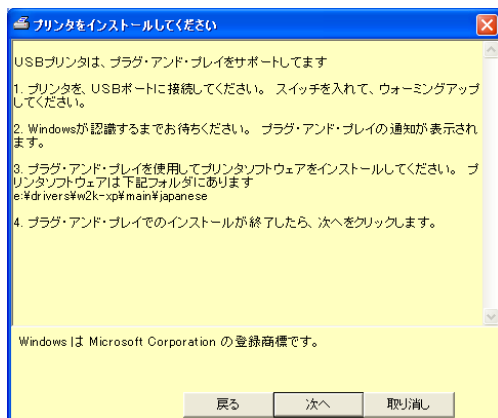 プリンタをインストールしてください
USBプリンタは、プラグ・アンド・プレイをサポートしてます
1. プリンタを、USBポートに接続してください。 スイッチを入れて、ウォーミングアップ
してください。
2. Windowsが認識するまでお待ちください。 プラグ・アンド・プレイの通知が表示され
ます。
3. プラグ・アンド・プレイを使用してプリンタソフトウェアをインストールしてください。 プ
リンタソフトウェアは下記フォルダにあります
e:¥drivers¥w2k-xp¥main¥japanese
4. プラグ・アンド・プレイでのインストールが終了したら、次へをクリックします。
Windows は Microsoft Corporation の登録商標です。
戻る 次へ 取り消し